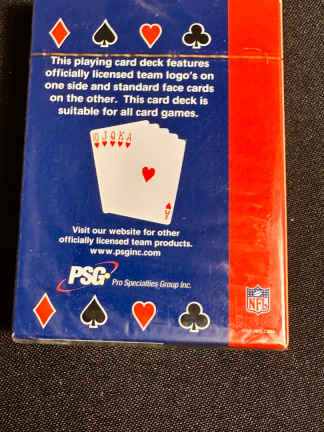 This playing card deck features
officially licensed team logo's on
one side and standard face cards
on the other. This card deck is
suitable for all card games.
10 J Q K A
A
Visit our website for other
officially licensed team products.
www.psginc.com
PSG Pro Specialties Group Inc.
NFL